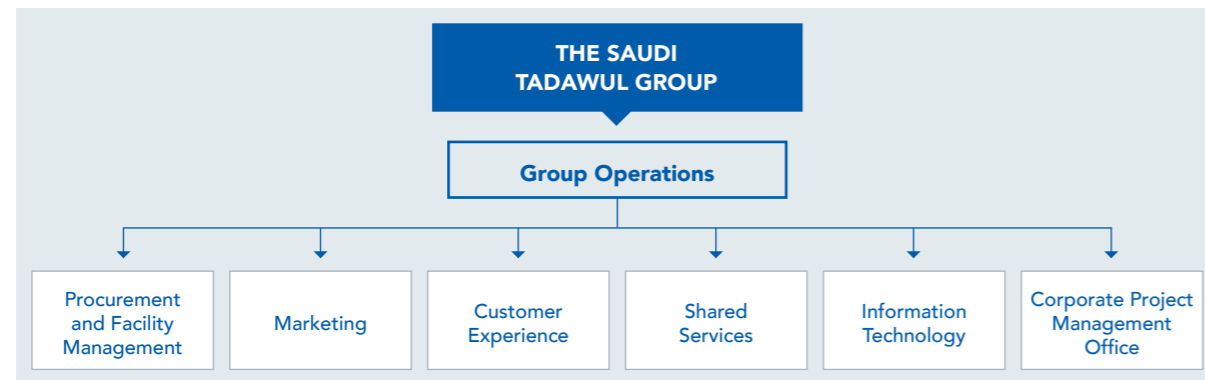 THE SAUDI
TADAWUL GROUP
Group Operations
Procurement
and Facility
Management
Marketing
Customer
Experience
Shared
Services
Information
Technology
Corporate Project
Management
Office